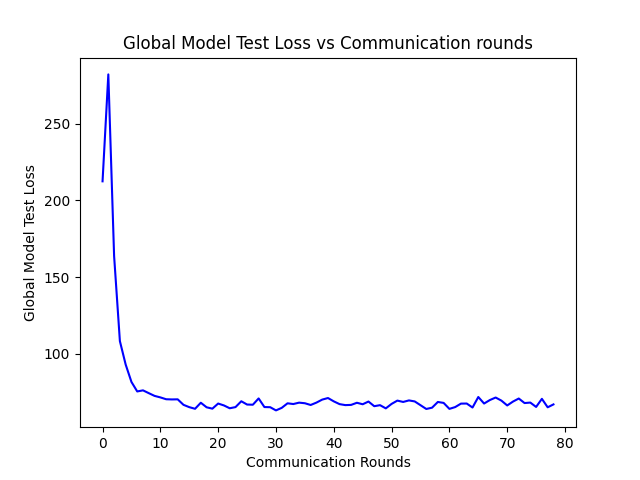 Global Model Test Loss vs Communication rounds
Global Model Test Loss
250
200
150
100
0 10 20 30 40 50 60 70 80
Communication Rounds